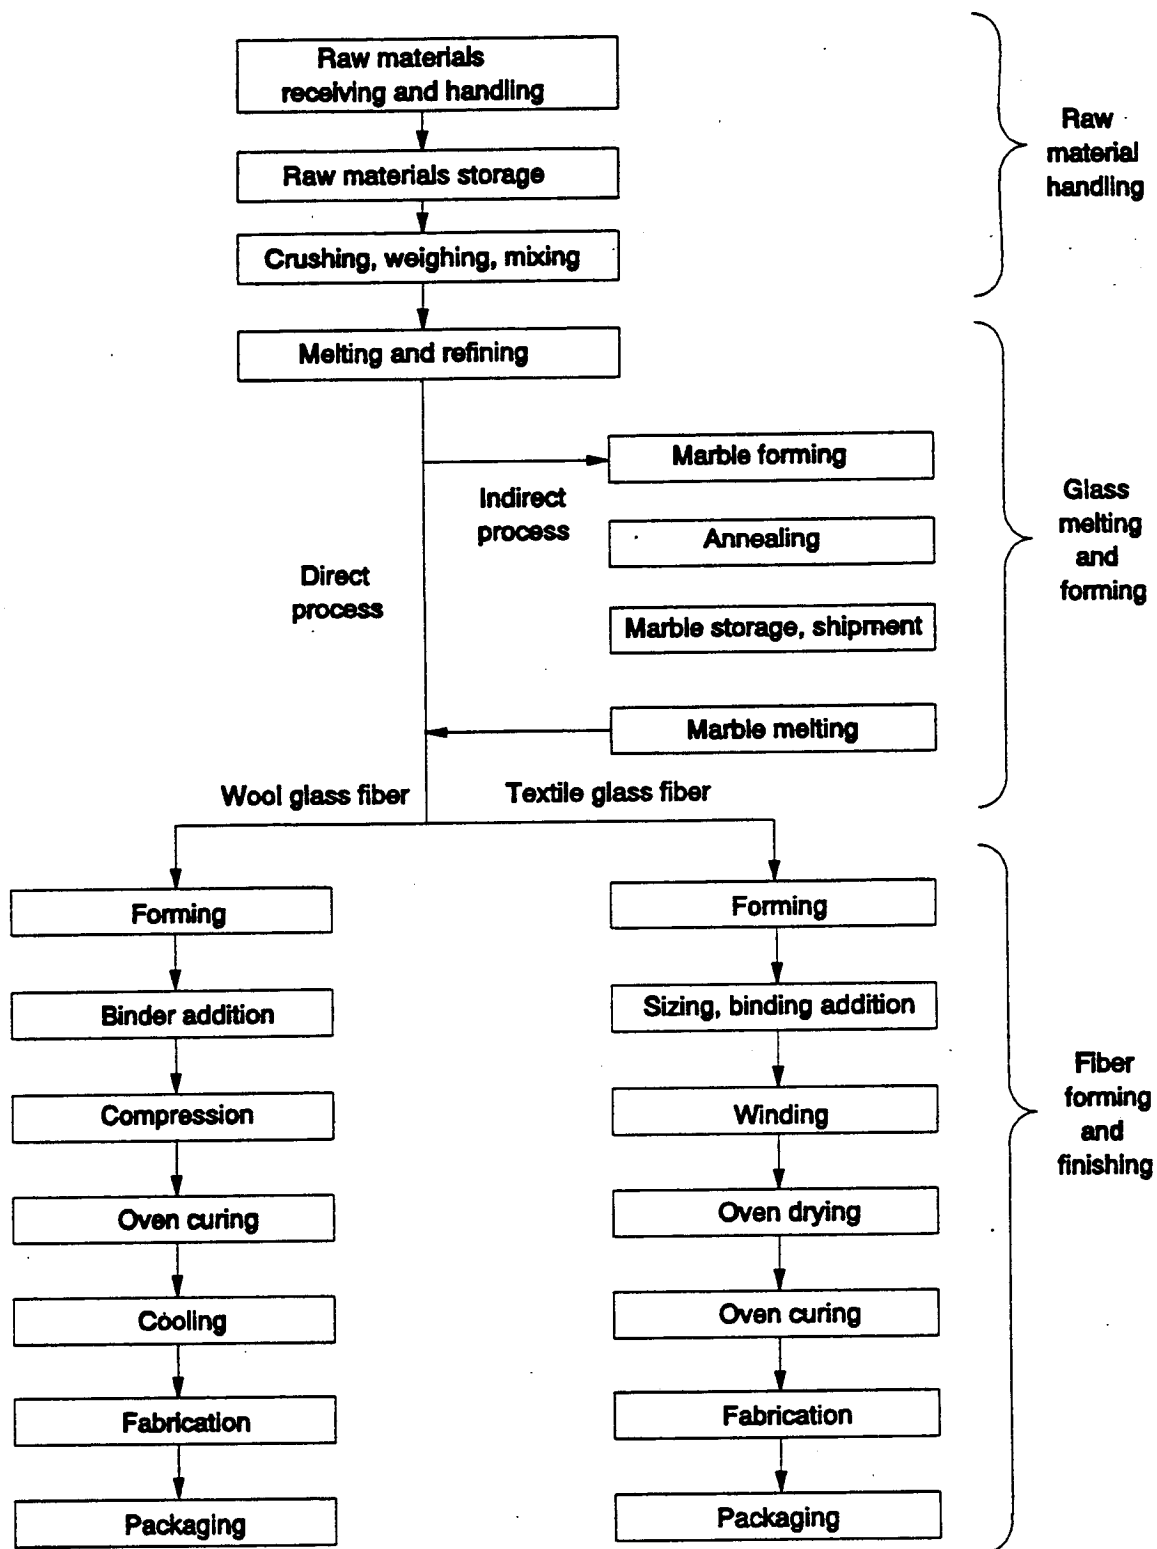 Raw materials
receiving and handling
Raw materials storage
Crushing, weighing, mixing
Raw
material
handling
Melting and refining
Marble forming
Indirect
process
Annealing
Direct
process
Marble storage, shipment
Marble melting
Glass
melting
and
forming
Wool glass fiber
Textile glass fiber
Forming
Binder addition
Compression
Oven curing
Cooling
Fabrication
Packaging
Forming
Sizing, binding addition
Winding
Oven drying
Oven curing
Fabrication
Packaging
Fiber
forming
and
finishing